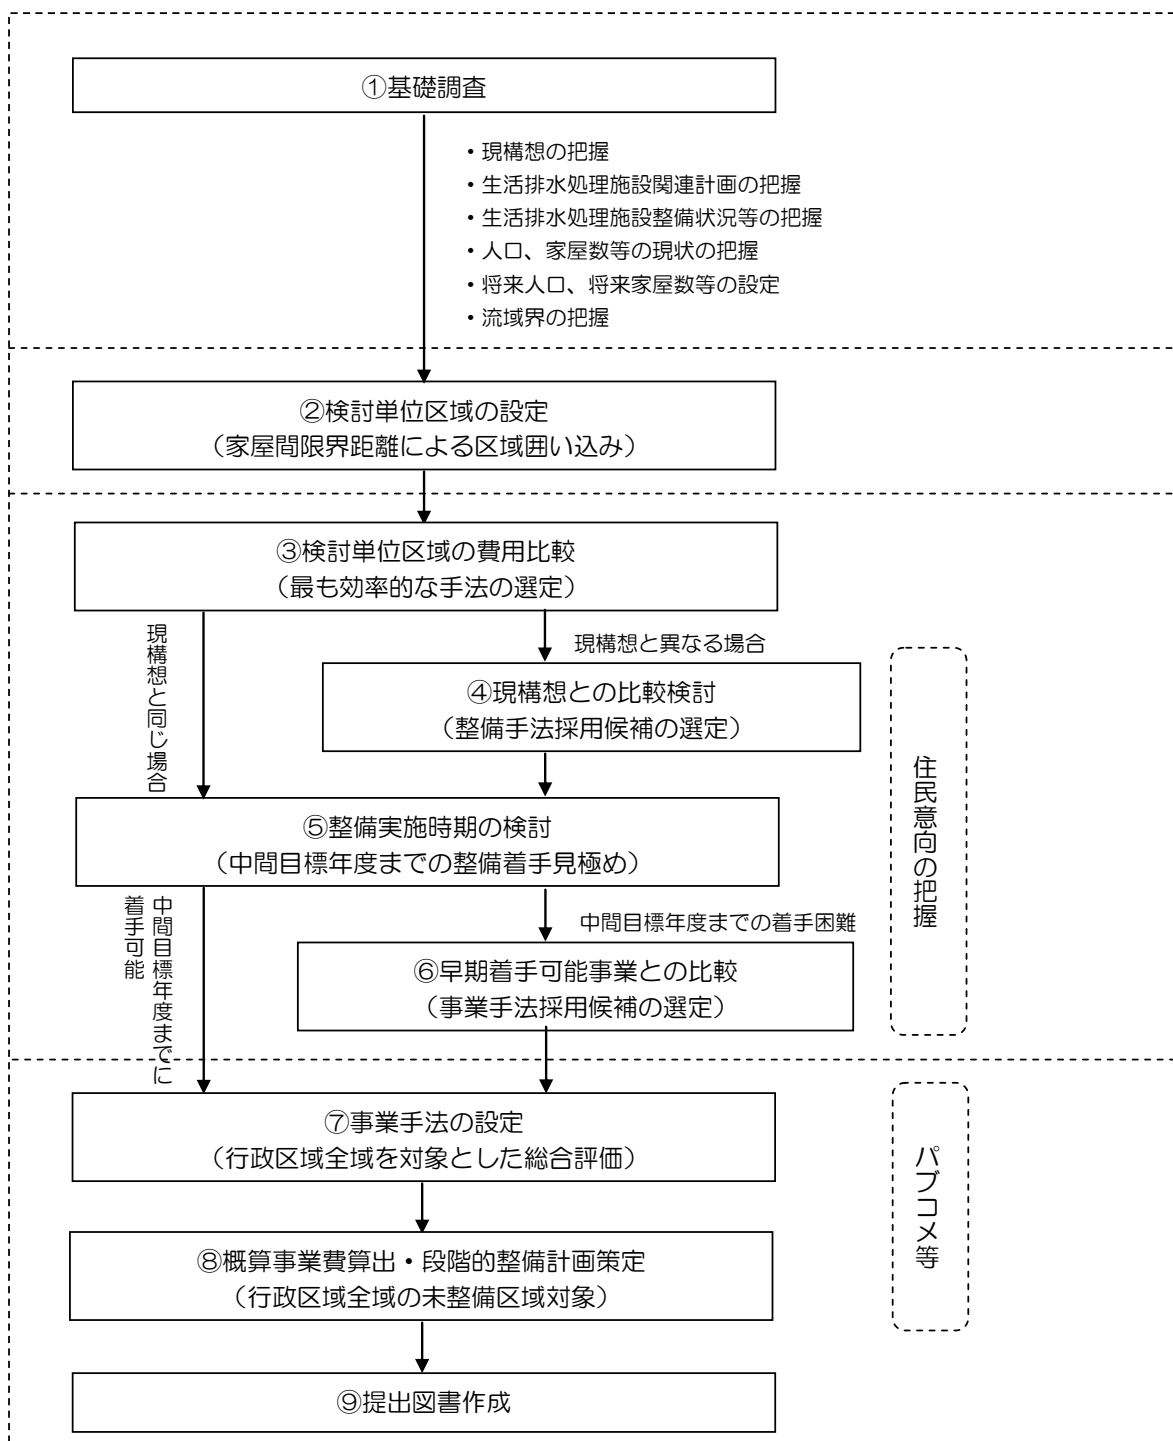 ①基礎調査
・現構想の把握
・生活排水処理施設関連計画の把握
・生活排水処理施設整備状況等の把握
・人口、家屋数等の現状の把握
・将来人口、将来家屋数等の設定
・流域界の把握
②検討単位区域の設定
（家屋間限界距離による区域囲い込み）
③検討単位区域の費用比較
（最も効率的な手法の選定）
現構想と同じ場合
現構想と異なる場合
④現構想との比較検討
（整備手法採用候補の選定）
住民意向の把握
⑤整備実施時期の検討
（中間目標年度までの整備着手見極め）
中間目標年度までに
着手可能
中間目標年度までの着手困難
⑥早期着手可能事業との比較
（事業手法採用候補の選定）
⑦事業手法の設定
（行政区域全域を対象とした総合評価）
パブコメ等
⑧概算事業費算出・段階的整備計画策定
（行政区域全域の未整備区域対象）
⑨提出図書作成